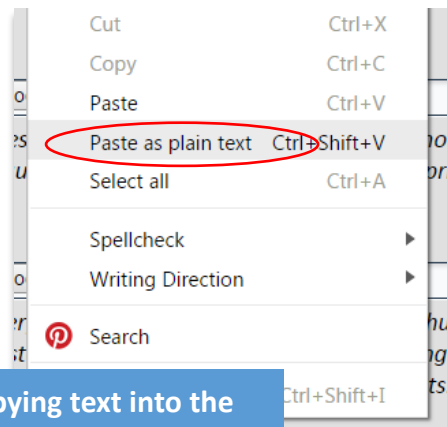 Cut Ctrl+X
Copy Ctrl+C
Paste Ctrl+V
Paste as plain text Ctrl+Shift+V
Select all Ctrl+A
Spellcheck
Writing Direction
Search
Ctrl+Shift+I
text into the